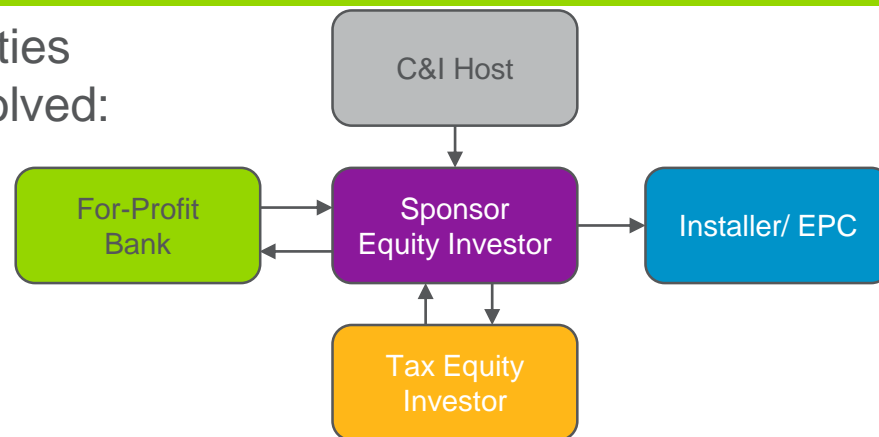 ties
olved:
C&I Host
For-Profit
Bank
Sponsor
Equity Investor
Installer/ EPC
Tax Equity
Investor